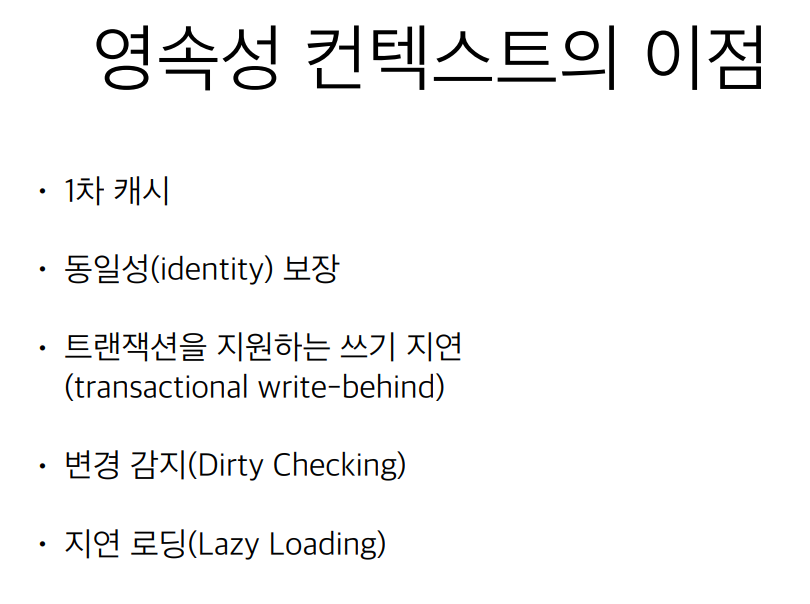 영속성 컨텍스트의 이점
• 1차 캐시
• 동일성(identity) 보장
• 트랜잭션을 지원하는 쓰기 지연
(transactional write-behind)
• 변경 감지(Dirty Checking)
• 지연 로딩(Lazy Loading)